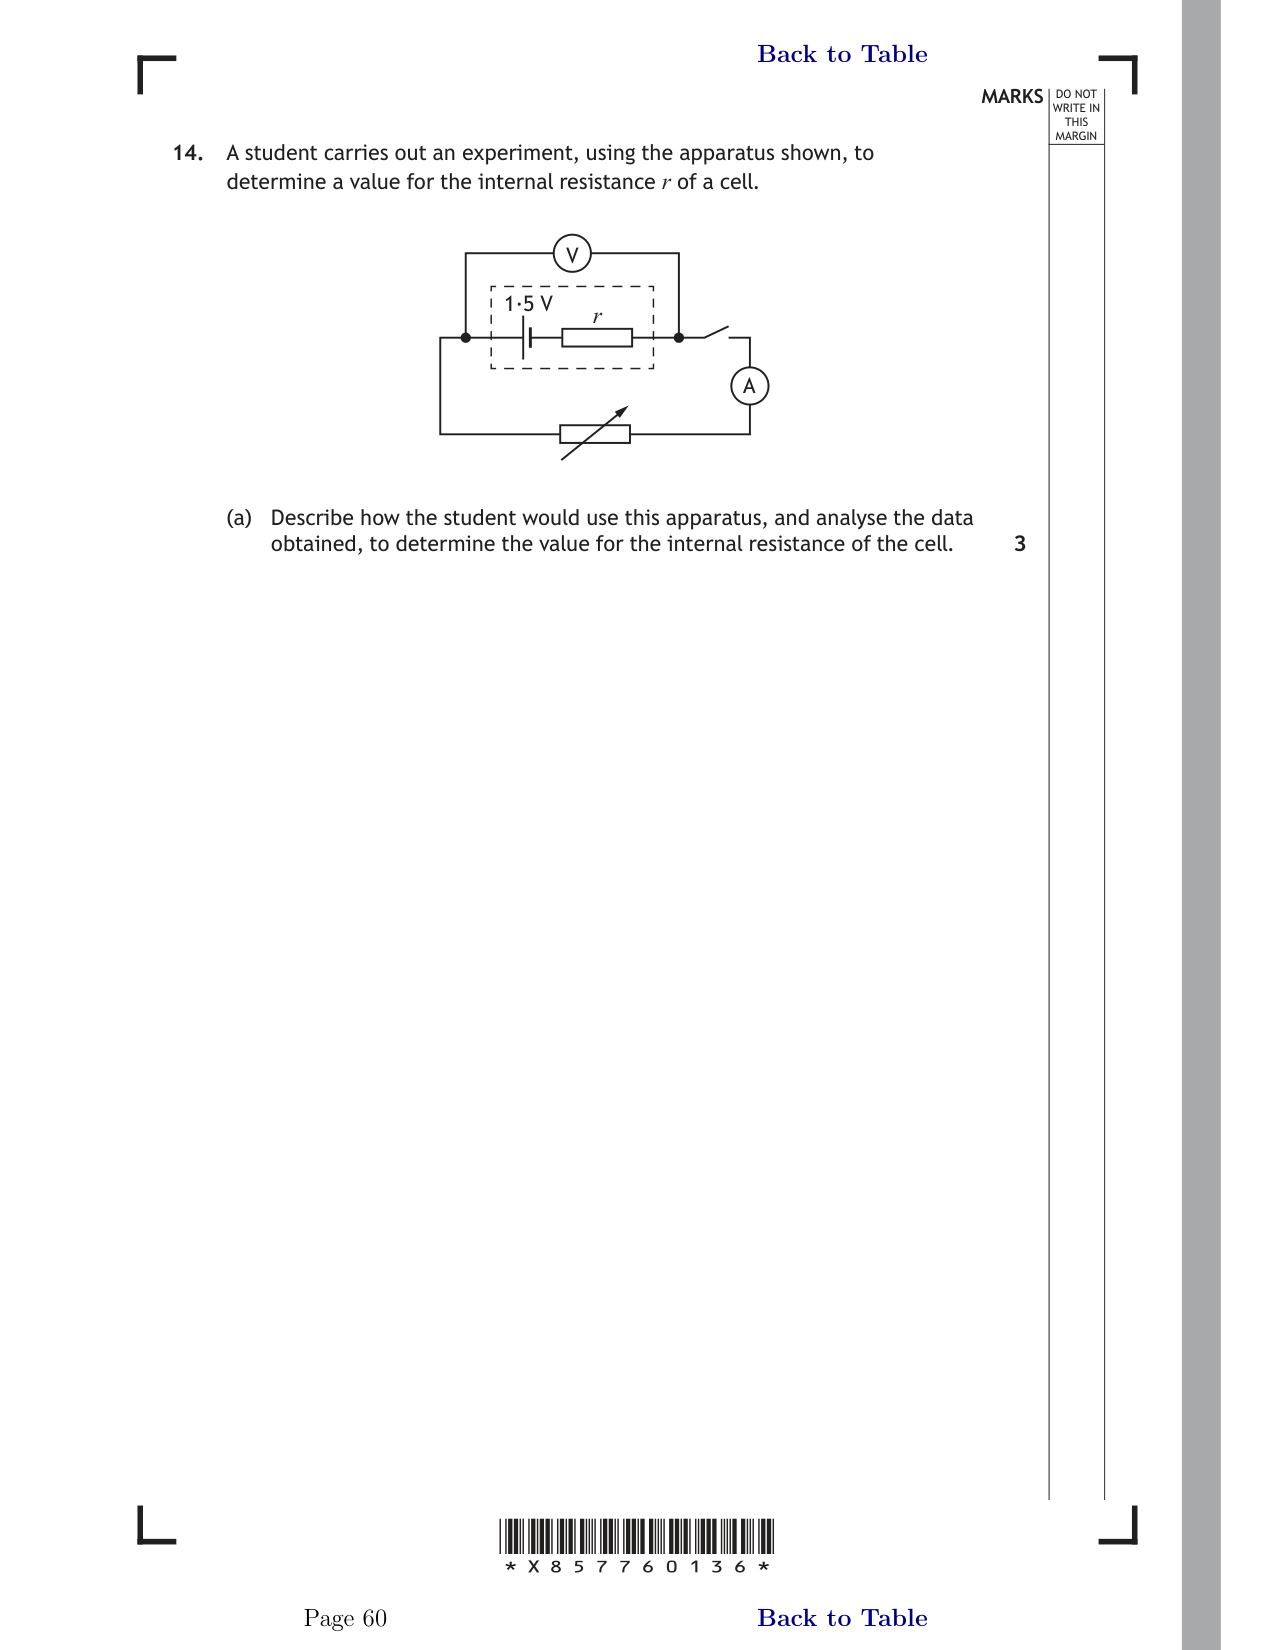 Back to Table
MARKS
DO NOT
WRITE IN
THIS
MARGIN
14. A student carries out an experiment, using the apparatus shown, to
determine a value for the internal resistance r of a cell.
V
1·5 V
r
A
(a) Describe how the student would use this apparatus, and analyse the data
obtained, to determine the value for the internal resistance of the cell. 3
* X 8 5 7 7 6 0 1 3 6 *
Page 60
Back to Table